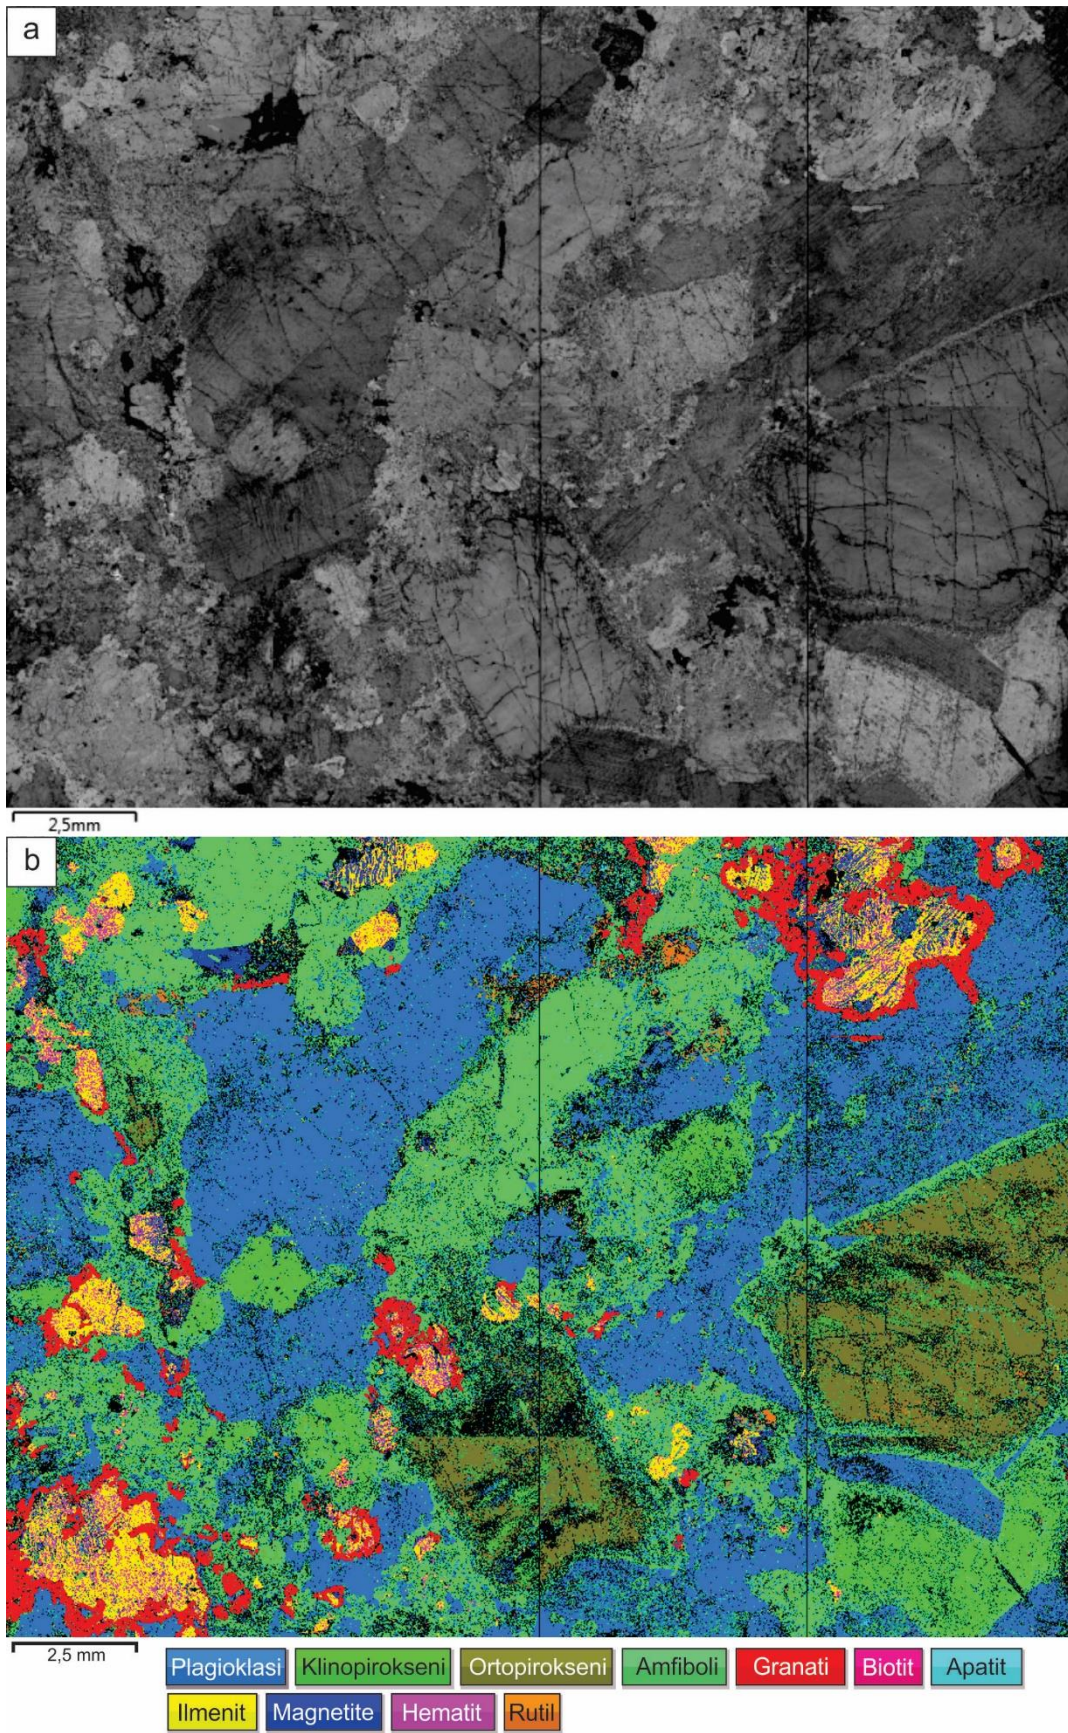 a
2,5mm
b
2,5 mm
Plagioklasi Klinopirokseni Ortopirokseni Amfiboli Granati Biotit Apatit
Ilmenit Magnetite Hematit Rutil